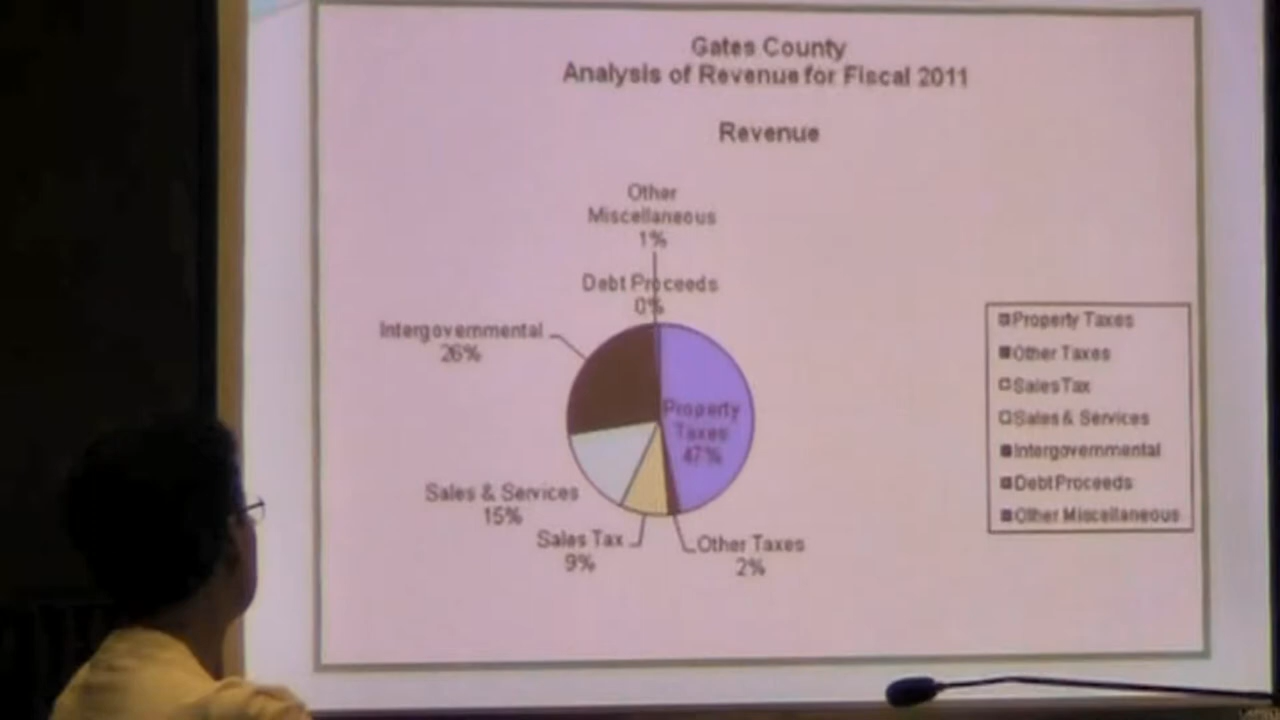 Gates County
Analysis of Revenue for Fiscal 2011
Revenue
Other
Miscellaneous
1%
Debt Proceeds
0%
Intergovernmental
26%
Property
Taxes
47%
Sales & Services
15%
Sales Tax
9%
Other Taxes
2%
Property Taxes
Other Taxes
Sales Tax
Sales & Services
Intergovernmental
Debt Proceeds
Other Miscellaneous